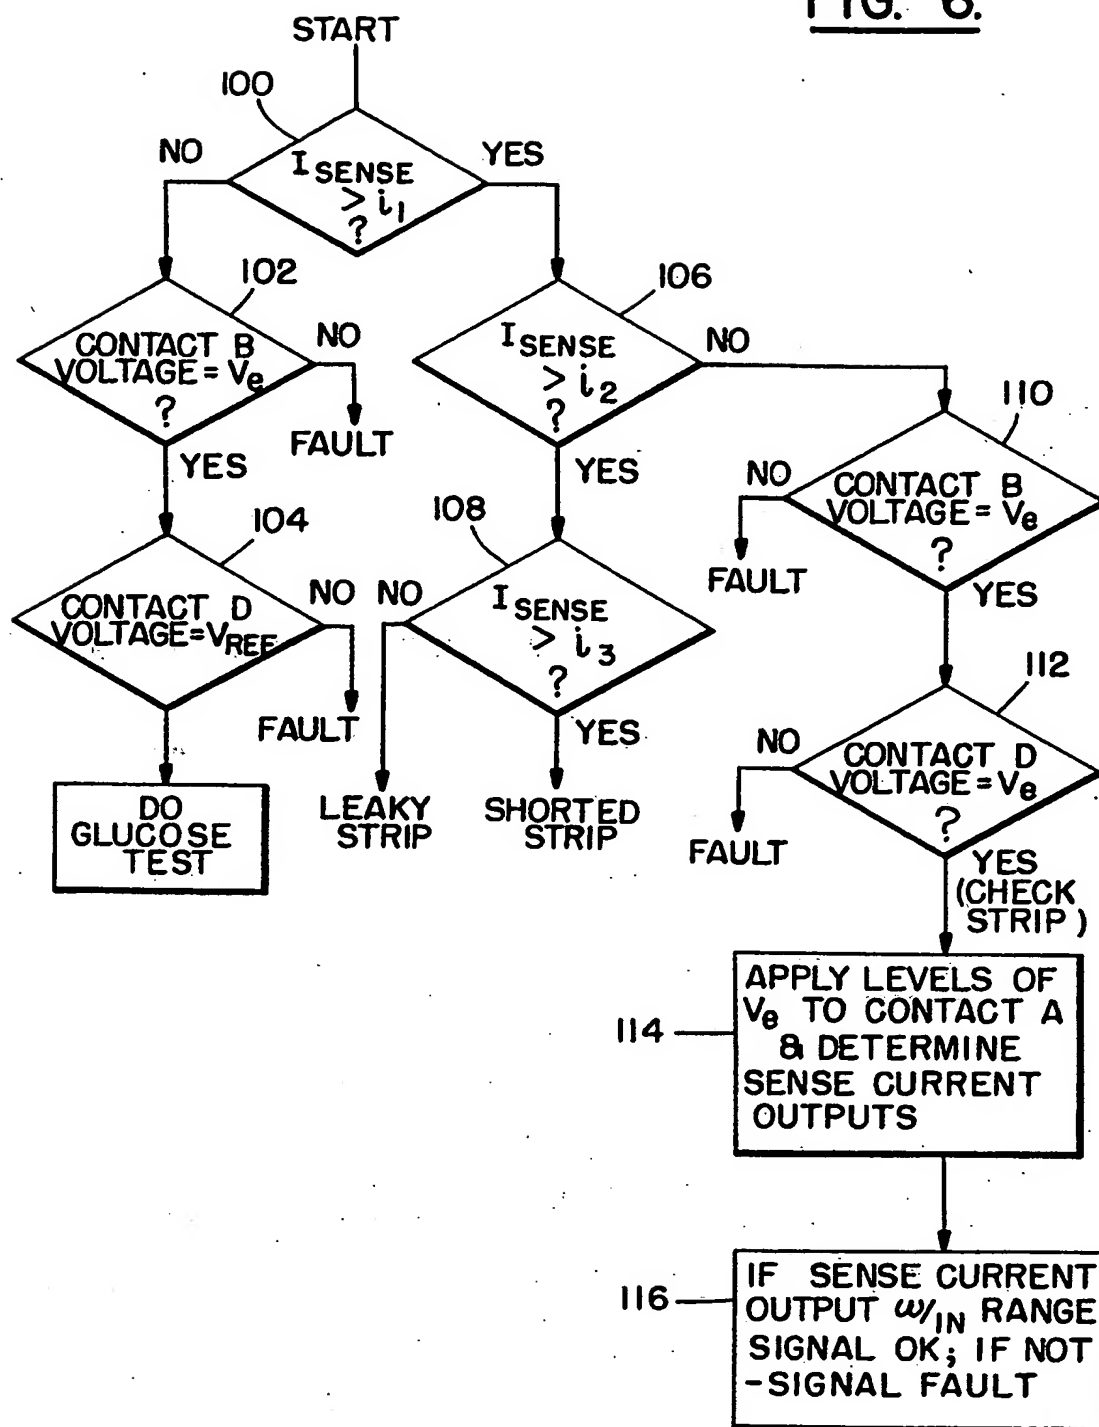 FIG. 6.
START
100
NO
YES
I SENSE
> i1
?
102
106
CONTACT B
VOLTAGE = Ve
?
NO
FAULT
YES
I SENSE
> i2
?
NO
YES
110
CONTACT B
VOLTAGE = Ve
?
NO
FAULT
YES
104
CONTACT D
VOLTAGE=VREF
NO
FAULT
108
NO
I SENSE
> i3
?
YES
112
CONTACT D
VOLTAGE = Ve
?
NO
FAULT
YES
(CHECK
STRIP)
DO
GLUCOSE
TEST
LEAKY
STRIP
SHORTED
STRIP
114
APPLY LEVELS OF
Ve TO CONTACT A
& DETERMINE
SENSE CURRENT
OUTPUTS
116
IF SENSE CURRENT
OUTPUT w/IN RANGE
SIGNAL OK; IF NOT
-SIGNAL FAULT